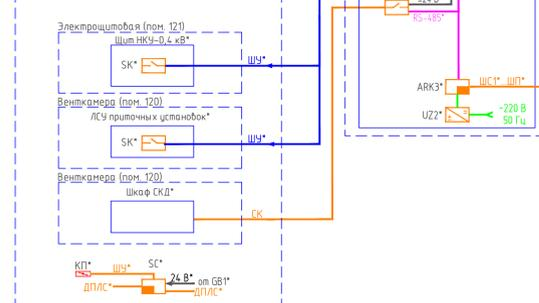 Электрощитовая (пом. 121)
Щит НКУ-0,4 кВ*
SK*
ШУ*
Венткамера (пом. 120)
ЛСУ приточных установок*
SK*
ШУ*
Венткамера (пом. 120)
Шкаф СКД*
СК
КП*
ШУ*
SC*
24 В*
от GB1*
ДПЛС*
ДПЛС*
RS-485*
ARK3*
ШС1*...ШП*
UZ2*
~220 В
50 Гц